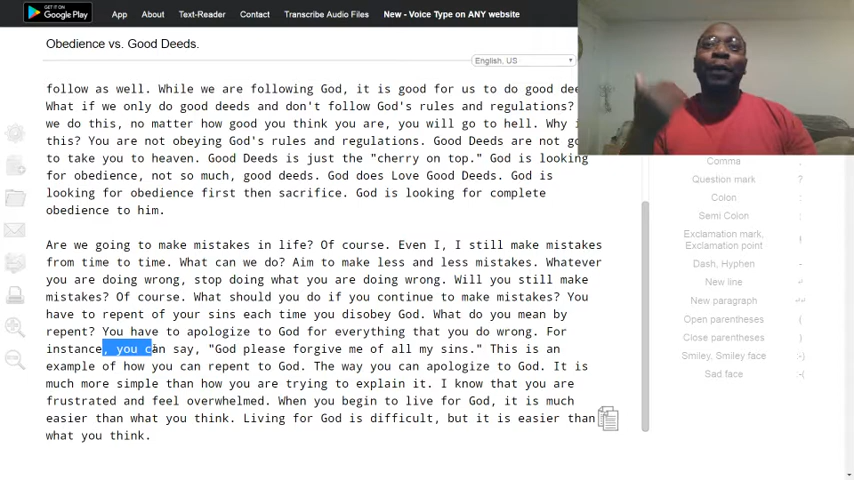 GET IT ON
Google Play
App
About
Text-Reader
Contact
Transcribe Audio Files
New - Voice Type on ANY website
Obedience vs. Good Deeds.
English, US
follow as well. While we are following God, it is good for us to do good dee
What if we only do good deeds and don't follow God's rules and regulations?
we do this, no matter how good you think you are, you will go to hell. Why
this? You are not obeying God's rules and regulations. Good Deeds are not go
to take you to heaven. Good Deeds is just the "cherry on top." God is looking
for obedience, not so much, good deeds. God does Love Good Deeds. God is
looking for obedience first then sacrifice. God is looking for complete
obedience to him.
Are we going to make mistakes in life? Of course. Even I, I still make mistakes
from time to time. What can we do? Aim to make less and less mistakes. Whatever
you are doing wrong, stop doing what you are doing wrong. Will you still make
mistakes? Of course. What should you do if you continue to make mistakes? You
have to repent of your sins each time you disobey God. What do you mean by
repent? You have to apologize to God for everything that you do wrong. For
instance, you can say, "God please forgive me of all my sins." This is an
example of how you can repent to God. The way you can apologize to God. It is
much more simple than how you are trying to explain it. I know that you are
frustrated and feel overwhelmed. When you begin to live for God, it is much
easier than what you think. Living for God is difficult, but it is easier than
what you think.
Comma ,
Question mark ?
Colon :
Semi Colon ;
Exclamation mark, Exclamation point !
Dash, Hyphen -
New line
New paragraph
Open parentheses (
Close parentheses )
Smiley, Smiley face :-)
Sad face :-(